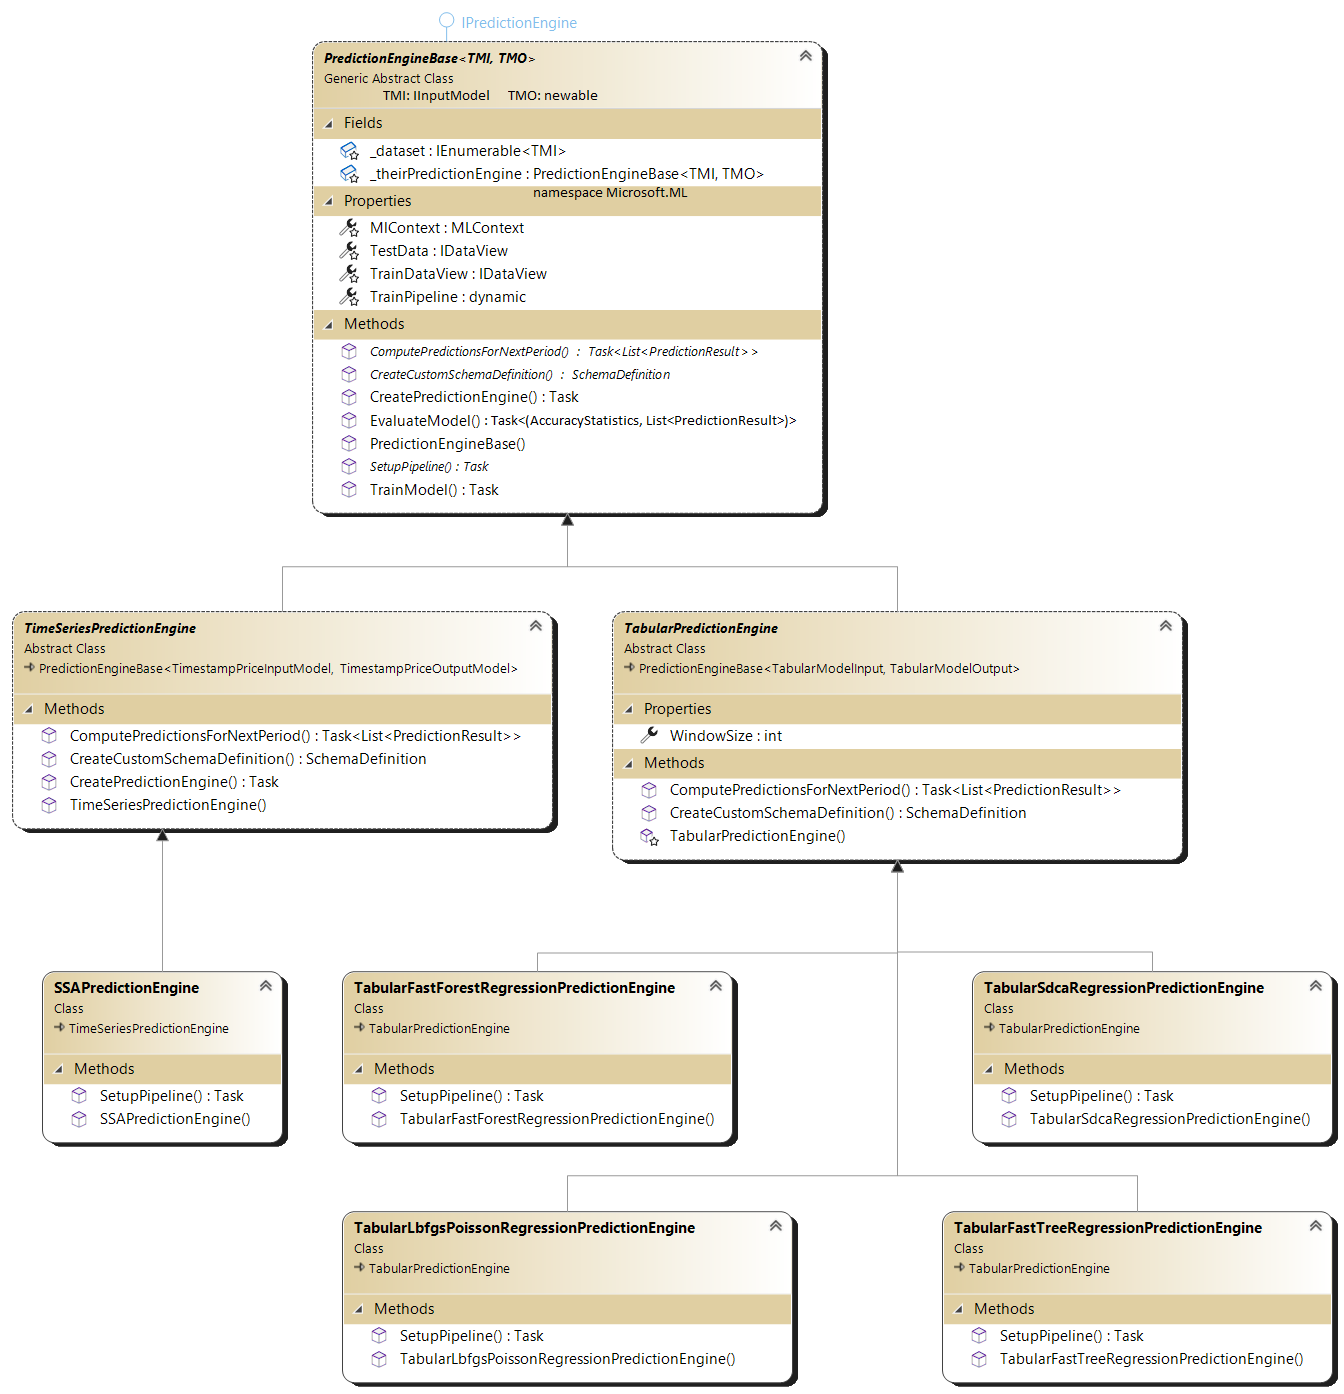 IPredictionEngine
PredictionEngineBase<TMI, TMO>
Generic Abstract Class
TMI: IInputModel TMO: newable
Fields
_dataset : IEnumerable<TMI>
_theirPredictionEngine : PredictionEngineBase<TMI, TMO>
namespace Microsoft.ML
Properties
MlContext : MLContext
TestData : IDataView
TrainDataView : IDataView
TrainPipeline : dynamic
Methods
ComputePredictionsForNextPeriod() : Task<List<PredictionResult>>
CreateCustomSchemaDefinition() : SchemaDefinition
CreatePredictionEngine() : Task
EvaluateModel() : Task<(AccuracyStatistics, List<PredictionResult>)>
PredictionEngineBase()
SetupPipeline() : Task
TrainModel() : Task
TimeSeriesPredictionEngine
Abstract Class
PredictionEngineBase<TimestampPriceInputModel, TimestampPriceOutputModel>
Methods
ComputePredictionsForNextPeriod() : Task<List<PredictionResult>>
CreateCustomSchemaDefinition() : SchemaDefinition
CreatePredictionEngine() : Task
TimeSeriesPredictionEngine()
TabularPredictionEngine
Abstract Class
PredictionEngineBase<TabularModelInput, TabularModelOutput>
Properties
WindowSize : int
Methods
ComputePredictionsForNextPeriod() : Task<List<PredictionResult>>
CreateCustomSchemaDefinition() : SchemaDefinition
TabularPredictionEngine()
SSAPredictionEngine
Class
TimeSeriesPredictionEngine
Methods
SetupPipeline() : Task
SSAPredictionEngine()
TabularFastForestRegressionPredictionEngine
Class
TabularPredictionEngine
Methods
SetupPipeline() : Task
TabularFastForestRegressionPredictionEngine()
TabularSdcaRegressionPredictionEngine
Class
TabularPredictionEngine
Methods
SetupPipeline() : Task
TabularSdcaRegressionPredictionEngine()
TabularLbfgsPoissonRegressionPredictionEngine
Class
TabularPredictionEngine
Methods
SetupPipeline() : Task
TabularLbfgsPoissonRegressionPredictionEngine()
TabularFastTreeRegressionPredictionEngine
Class
TabularPredictionEngine
Methods
SetupPipeline() : Task
TabularFastTreeRegressionPredictionEngine()